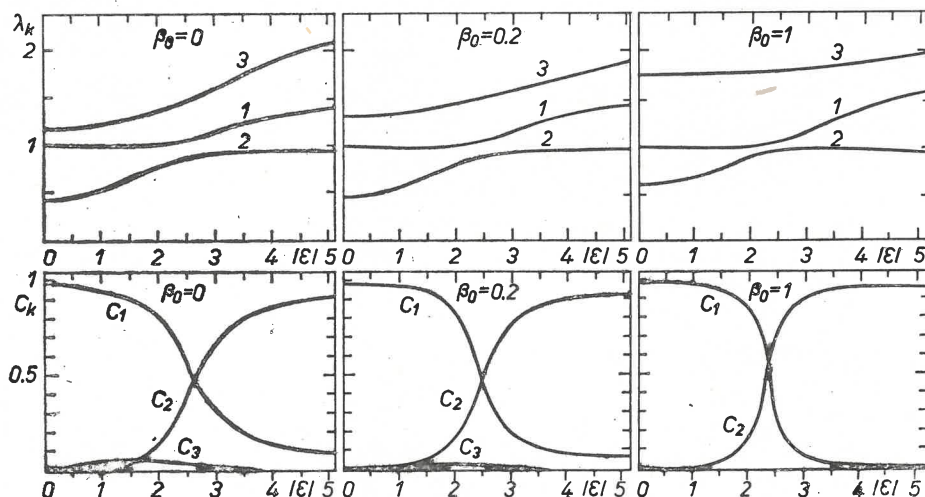 λk β0=0 β0=0.2 β0=1
2 3 3 3
1 1 1
1 2 2 2
0 1 2 3 4 |ε| 5 0 1 2 3 4 |ε| 5 0 1 2 3 4 |ε| 5
1 β0=0 β0=0.2 β0=1
Ck C1 C1 C1
0.5
C2 C2 C2
C3 C3
0
0 1 2 3 4 |ε| 5 0 1 2 3 4 |ε| 5 0 1 2 3 4 |ε| 5